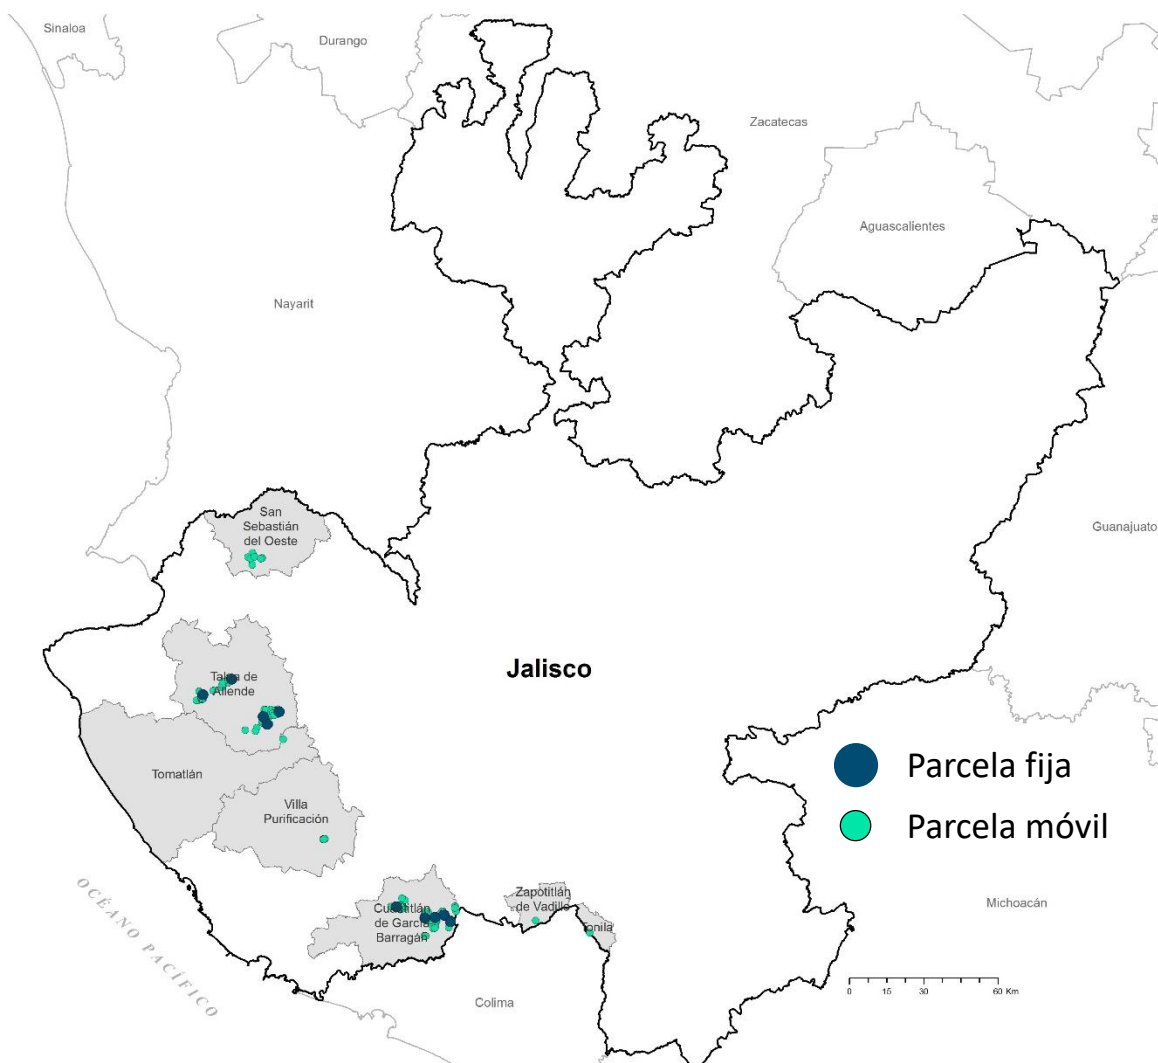 Sinaloa
Durango
Zacatecas
Aguascalientes
Nayarit
Guanajuato
San
Sebastián
del Oeste
Jalisco
Talpa de
Allende
Tomatlán
Villa
Purificación
Parcela fija
Parcela móvil
Zapotitlán
de Vadillo
Cuautitlán
de García
Barragán
Tonila
Michoacán
OCÉANO PACÍFICO
Colima
0 15 30 60 Km